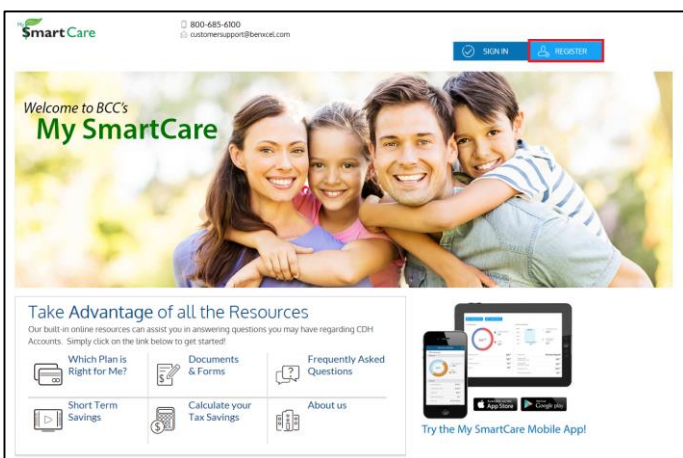 My
SmartCare
800-685-6100
customersupport@benxcel.com
SIGN IN
REGISTER
Welcome to BCC's
My SmartCare
Take Advantage of all the Resources
Our built-in online resources can assist you in answering questions you may have regarding CDH
Accounts. Simply click on the link below to get started!
Which Plan is
Right for Me?
Documents
& Forms
Frequently Asked
Questions
Short Term
Savings
Calculate your
Tax Savings
About us
App Store
Google play
Try the My SmartCare Mobile App!